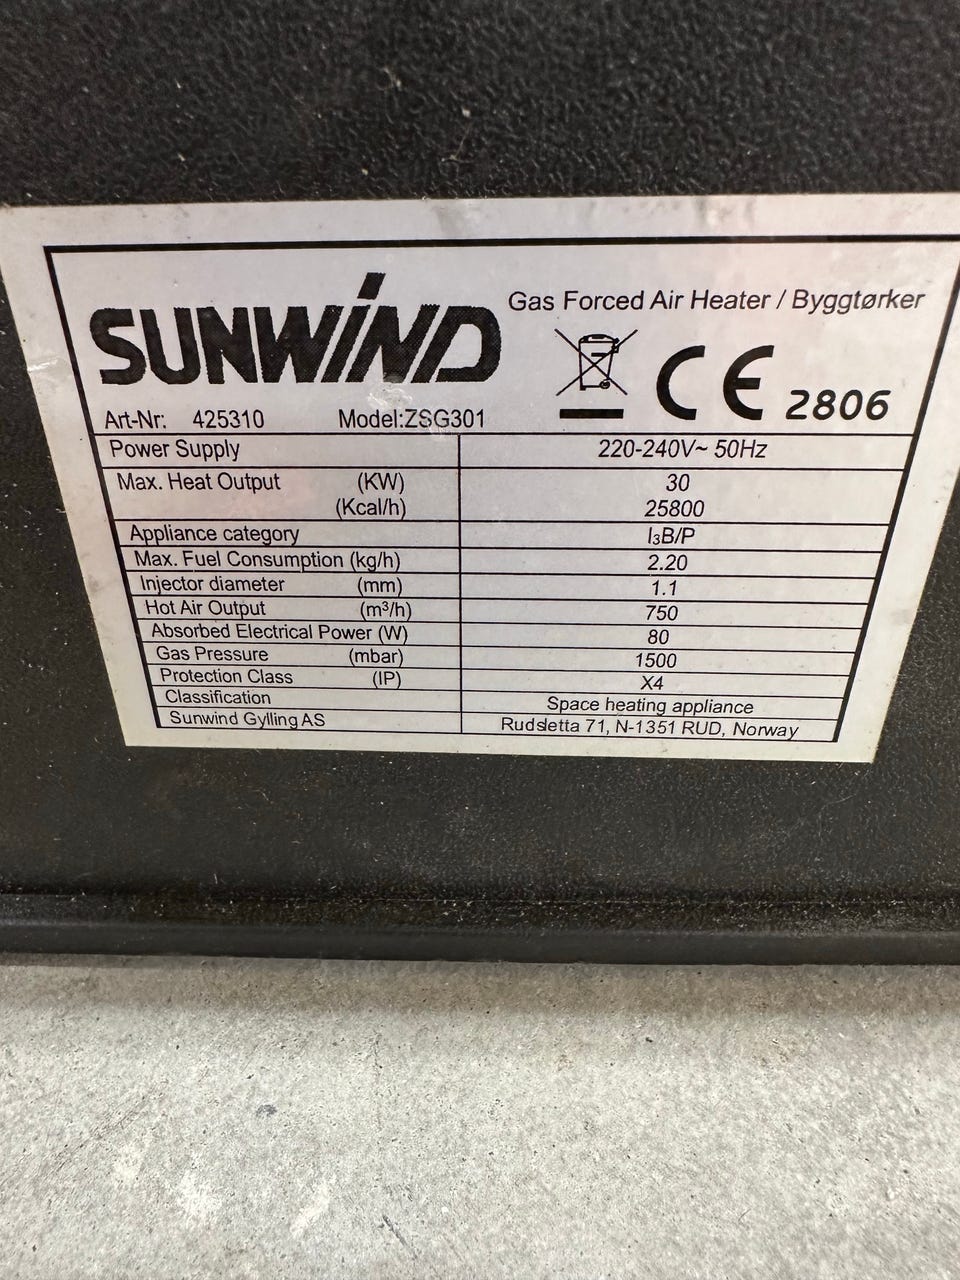 SUNWIND
Gas Forced Air Heater / Byggtørker
CE 2806
Art-Nr: 425310 Model:ZSG301
Power Supply 220-240V~ 50Hz
Max. Heat Output (KW) 30
(Kcal/h) 25800
Appliance category I₃B/P
Max. Fuel Consumption (kg/h) 2.20
Injector diameter (mm) 1.1
Hot Air Output (m³/h) 750
Absorbed Electrical Power (W) 80
Gas Pressure (mbar) 1500
Protection Class (IP) X4
Classification Space heating appliance
Sunwind Gylling AS Rudsletta 71, N-1351 RUD, Norway